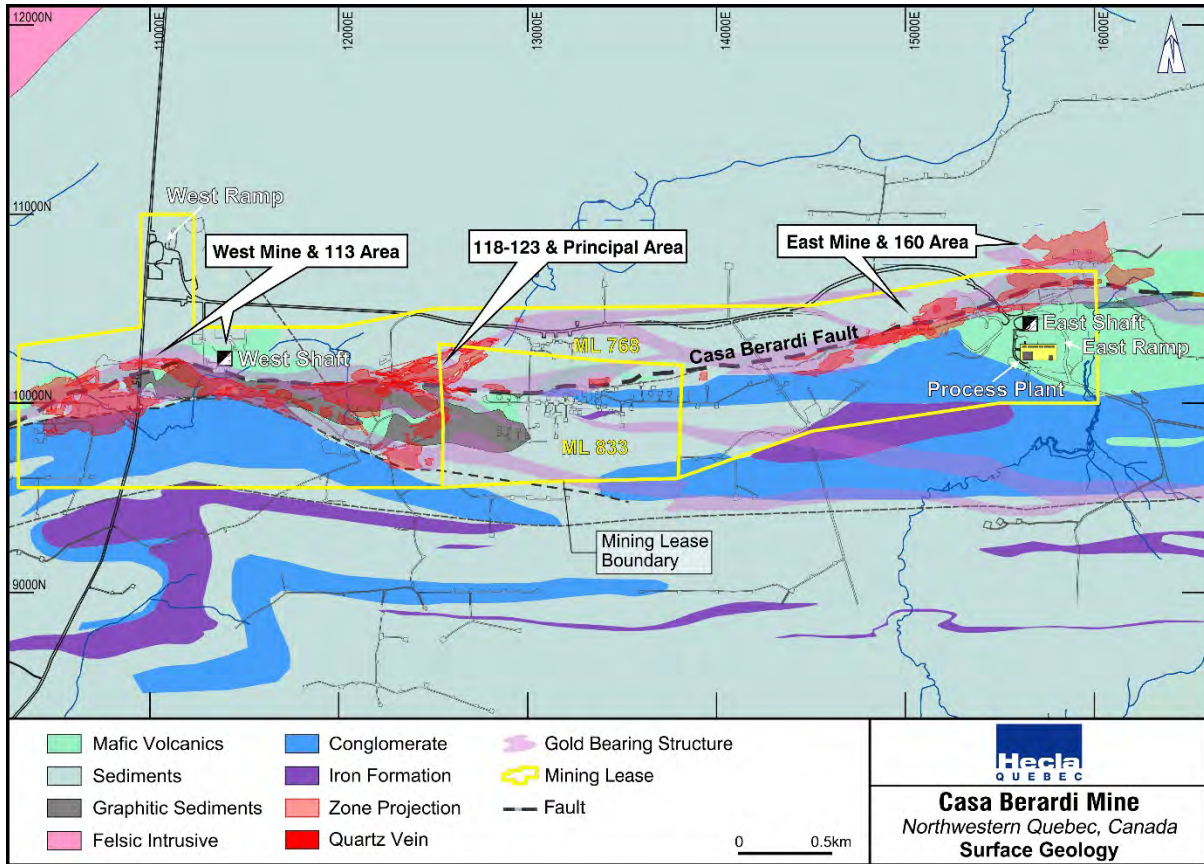 12000N
11000E
12000E
13000E
14000E
15000E
16000E
N
11000N
West Ramp
West Mine & 113 Area
118-123 & Principal Area
East Mine & 160 Area
West Shaft
ML 768
Casa Berardi Fault
East Shaft
East Ramp
Process Plant
10000N
ML 833
Mining Lease
Boundary
9000N
Mafic Volcanics
Sediments
Graphitic Sediments
Felsic Intrusive
Conglomerate
Iron Formation
Zone Projection
Quartz Vein
Gold Bearing Structure
Mining Lease
Fault
0 0.5km
Hecla
QUEBEC
Casa Berardi Mine
Northwestern Quebec, Canada
Surface Geology